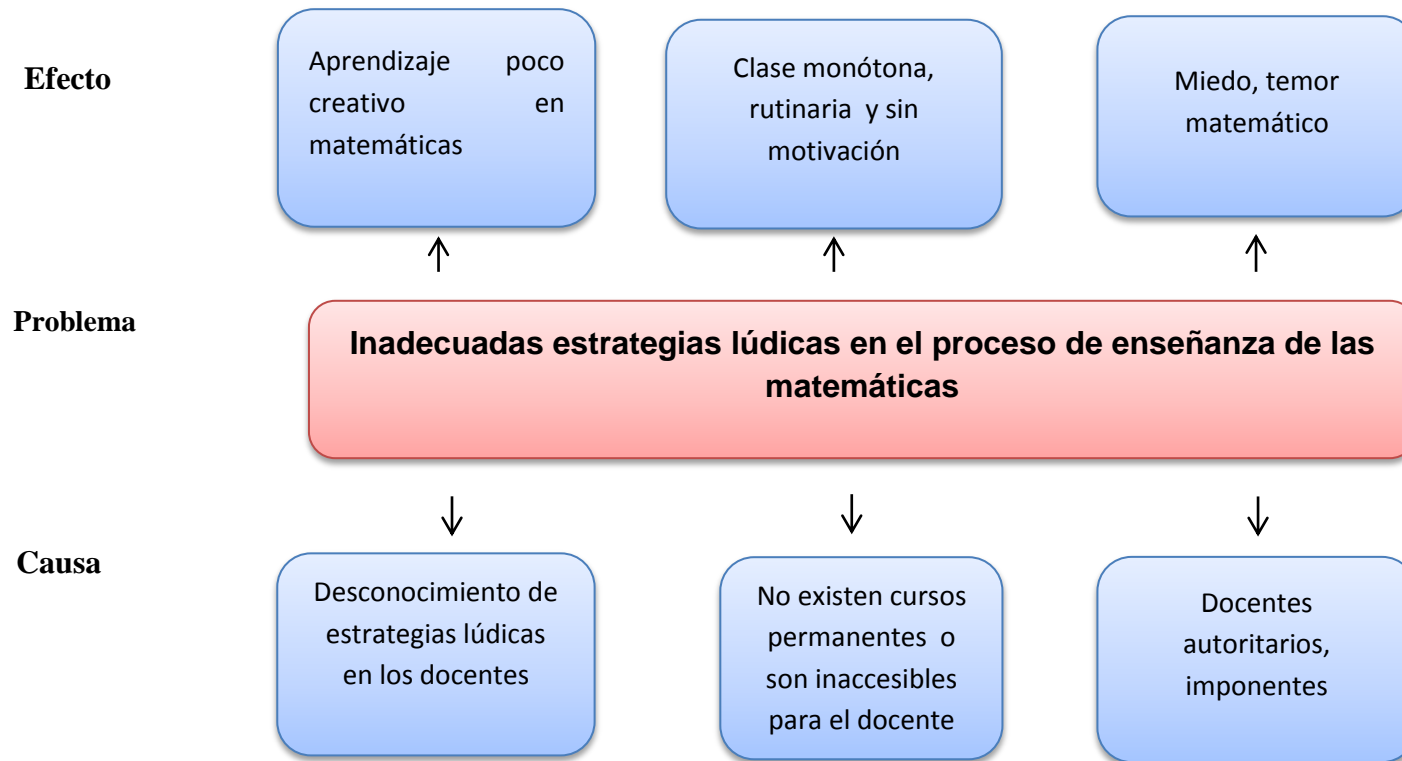 Efecto
Aprendizaje poco
creativo en
matemáticas
Clase monótona,
rutinaria y sin
motivación
Miedo, temor
matemático
Problema
Inadecuadas estrategias lúdicas en el proceso de enseñanza de las
matemáticas
Causa
Desconocimiento de
estrategias lúdicas
en los docentes
No existen cursos
permanentes o
son inaccesibles
para el docente
Docentes
autoritarios,
imponentes